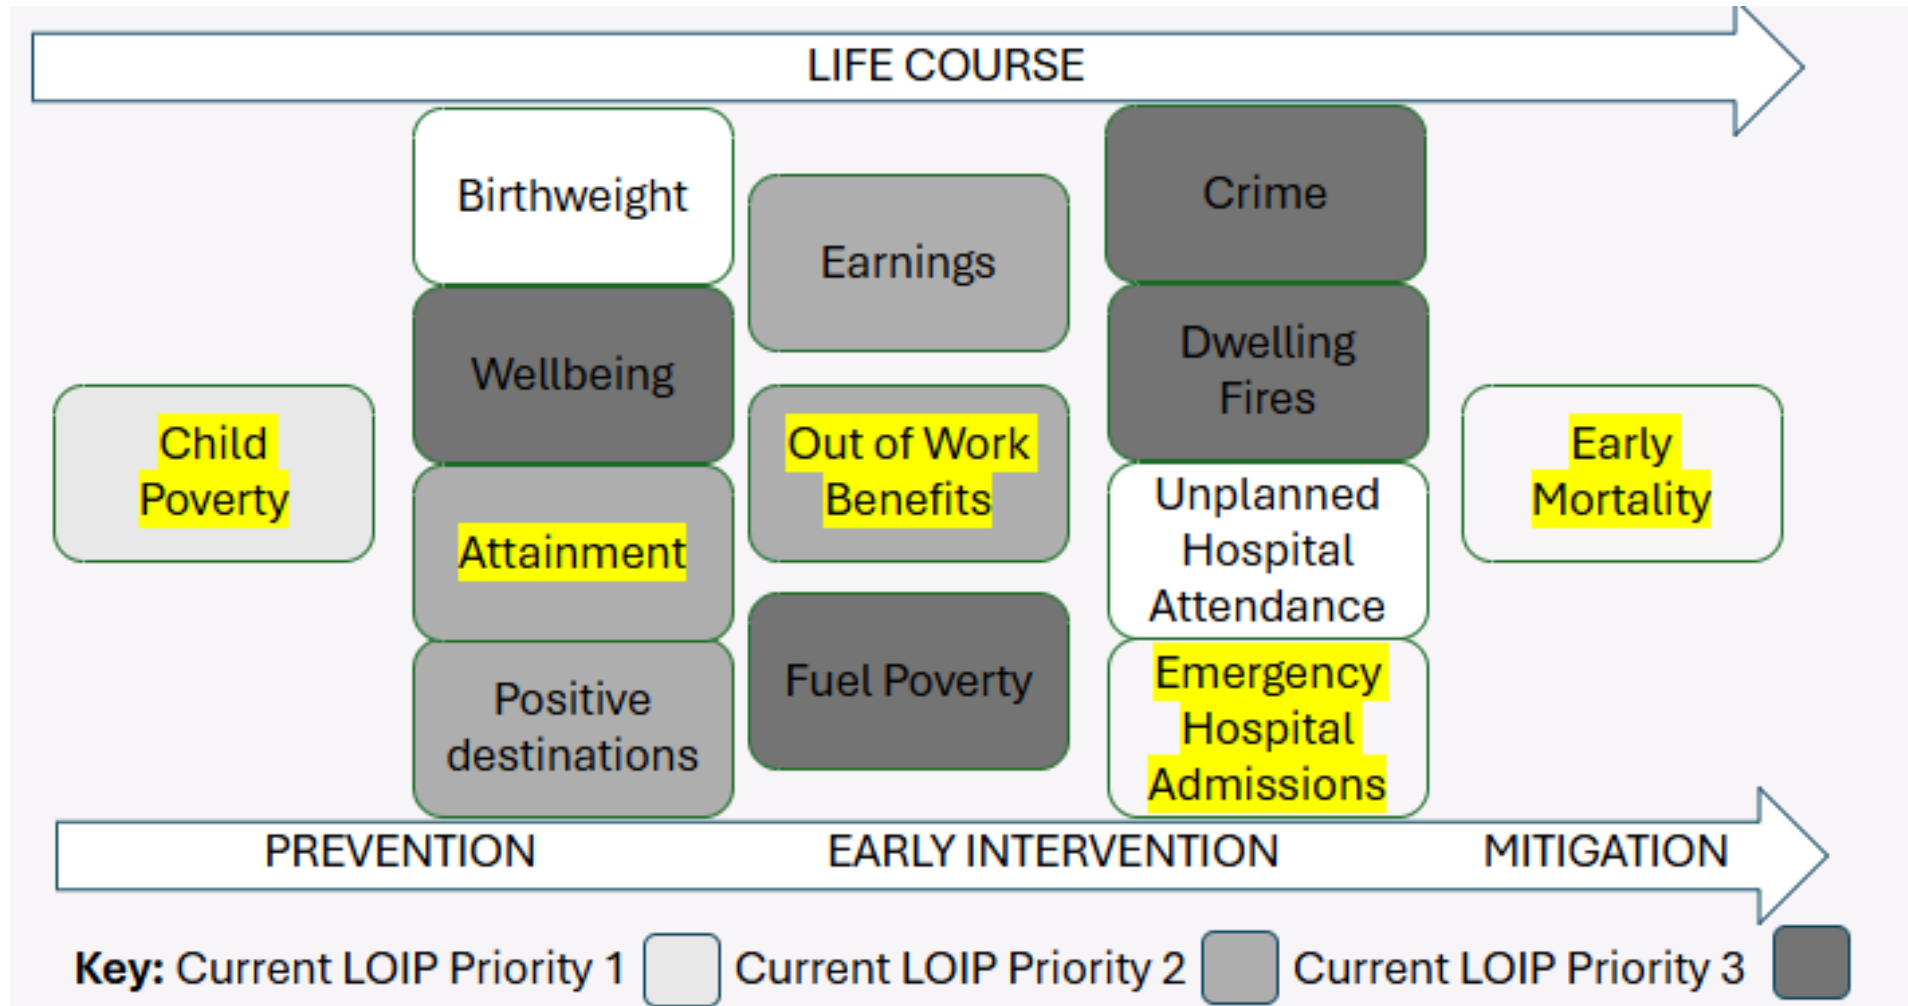 LIFE COURSE
Child
Poverty
Birthweight
Wellbeing
Attainment
Positive
destinations
Earnings
Out of Work
Benefits
Fuel Poverty
Crime
Dwelling
Fires
Unplanned
Hospital
Attendance
Emergency
Hospital
Admissions
Early
Mortality
PREVENTION EARLY INTERVENTION MITIGATION
Key: Current LOIP Priority 1 Current LOIP Priority 2 Current LOIP Priority 3